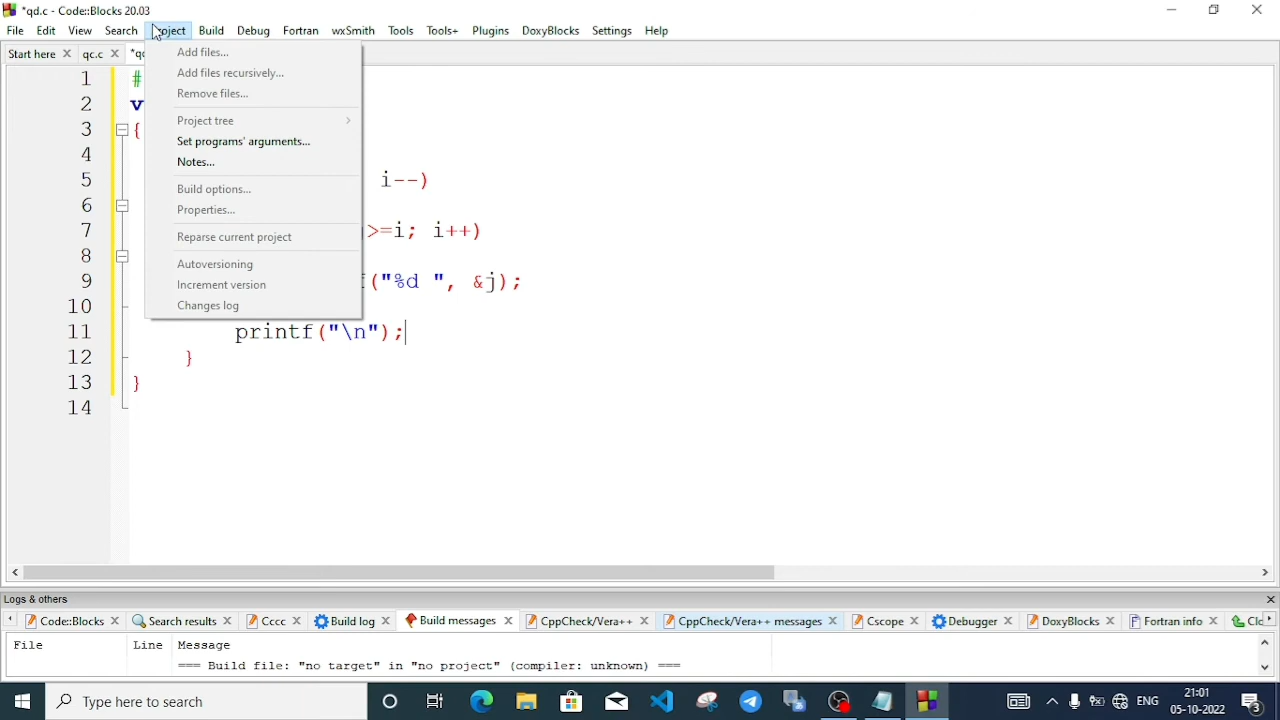 *qd.c - Code::Blocks 20.03
File Edit View Search Project Build Debug Fortran wxSmith Tools Tools+ Plugins DoxyBlocks Settings Help
Start here qc.c *qd
Add files...
Add files recursively...
Remove files...
Project tree
Set programs' arguments...
Notes...
Build options...
Properties...
Reparse current project
Autoversioning
Increment version
Changes log
1 #
2 v
3 {
4
5 i--)
6
7 >=i; i++)
8
9 ("%d ", &j);
10
11 printf("\n");
12 }
13 }
14
Logs & others
Code::Blocks Search results Cccc Build log Build messages CppCheck/Vera++ CppCheck/Vera++ messages Cscope Debugger DoxyBlocks Fortran info Clo
File Line Message
=== Build file: "no target" in "no project" (compiler: unknown) ===
Type here to search
ENG
21:01
05-10-2022
3